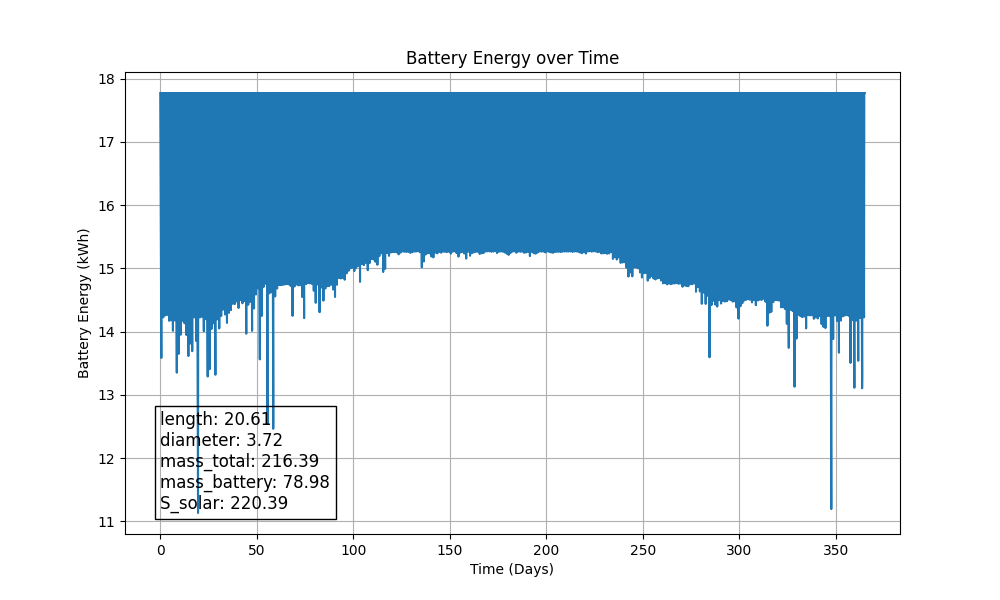 Battery Energy over Time
18
17
16
15
14
13
12
11
Battery Energy (kWh)
length: 20.61
diameter: 3.72
mass_total: 216.39
mass_battery: 78.98
S_solar: 220.39
0 50 100 150 200 250 300 350
Time (Days)